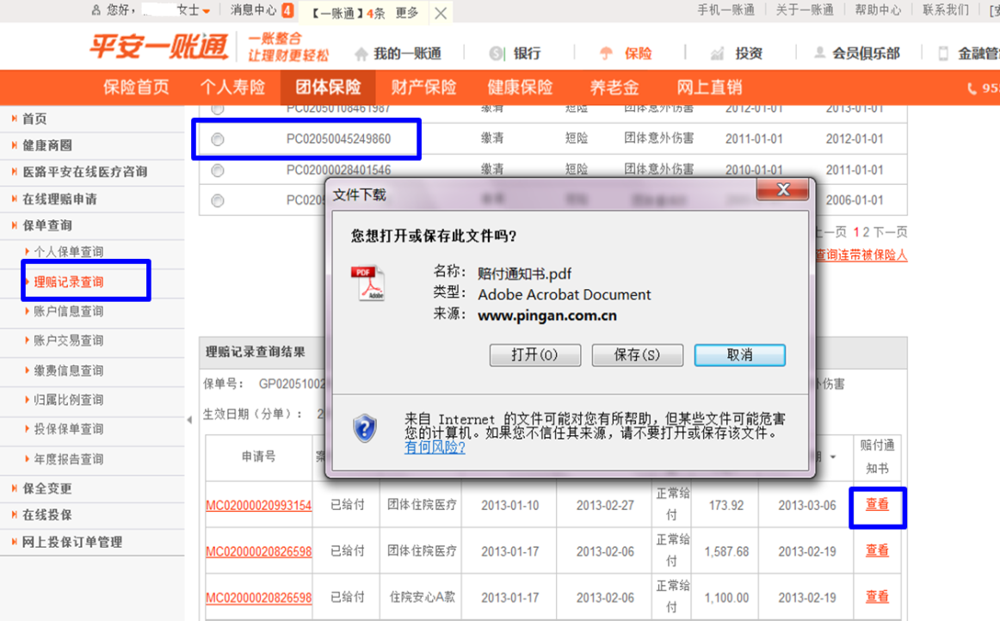 您好， 女士 消息中心 4 【一账通】4条 更多 手机一账通 关于一账通 帮助中心 联系我们
平安一账通 一账整合
让理财更轻松
我的一账通 银行 保险 投资 会员俱乐部 金融管
保险首页 个人寿险 团体保险 财产保险 健康保险 养老金 网上直销 95
首页
健康商圈
医路平安在线医疗咨询
在线理赔申请
保单查询
个人保单查询
理赔记录查询
账户信息查询
账户交易查询
缴费信息查询
归属比例查询
投保保单查询
年度报告查询
保全变更
在线投保
网上投保订单管理
PC02050108461987 缴清 短险 团体意外伤害 2012-01-01 2013-01-01
PC02050045249860 缴清 短险 团体意外伤害 2011-01-01 2012-01-01
PC02000028401546 缴清 短险 团体意外伤害 2010-01-01 2011-01-01
PC020 2006-01-01
上一页 1 2 下一页
查询连带被保险人
文件下载
您想打开或保存此文件吗?
PDF
Adobe
名称: 赔付通知书.pdf
类型: Adobe Acrobat Document
来源: www.pingan.com.cn
打开(O) 保存(S) 取消
来自 Internet 的文件可能对您有所帮助，但某些文件可能危害
您的计算机。如果您不信任其来源，请不要打开或保存该文件。
有何风险?
理赔记录查询结果
保单号: GP02051002 外伤害
生效日期（分单）: 2
申请号 期 赔付通
知书
MC02000020993154 已给付 团体住院医疗 2013-01-10 2013-02-27 正常给
付 173.92 2013-03-06 查看
MC02000020826598 已给付 团体住院医疗 2013-01-17 2013-02-06 正常给
付 1,587.68 2013-02-19 查看
MC02000020826598 已给付 住院安心A款 2013-01-17 2013-02-06 正常给
付 1,100.00 2013-02-19 查看